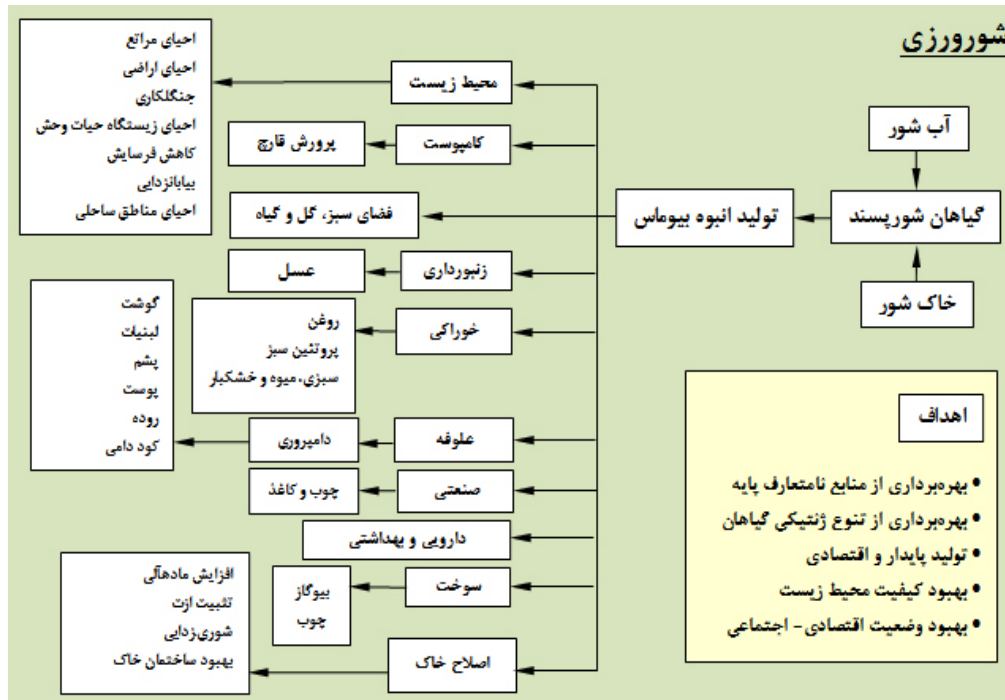 شورورزی
آب شور
گیاهان شورپسند
خاک شور
تولید انبوه بیوماس
محیط زیست
احیای مراتع
احیای اراضی
جنگلکاری
احیای زیستگاه حیات وحش
کاهش فرسایش
بیابانزدایی
احیای مناطق ساحلی
کامپوست
پرورش قارچ
فضای سبز، گل و گیاه
زنبورداری
عسل
خوراکی
روغن
پروتئین سبز
سبزی، میوه و خشکبار
علوفه
دامپروری
گوشت
لبنیات
پشم
پوست
روده
کود دامی
صنعتی
چوب و کاغذ
دارویی و بهداشتی
سوخت
بیوگاز
چوب
اصلاح خاک
افزایش مادهآلی
تثبیت ازت
شوری‌زدایی
بهبود ساختمان خاک
اهداف
• بهره‌برداری از منابع نامتعارف پایه
• بهره‌برداری از تنوع ژنتیکی گیاهان
• تولید پایدار و اقتصادی
• بهبود کیفیت محیط زیست
• بهبود وضعیت اقتصادی- اجتماعی